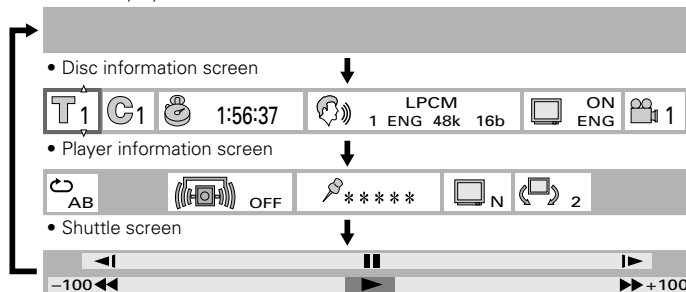 • Disc information screen
T 1 C 1 1:56:37 LPCM 1 ENG 48k 16b ON ENG 1
• Player information screen
AB OFF ***** N 2
• Shuttle screen
–100 +100